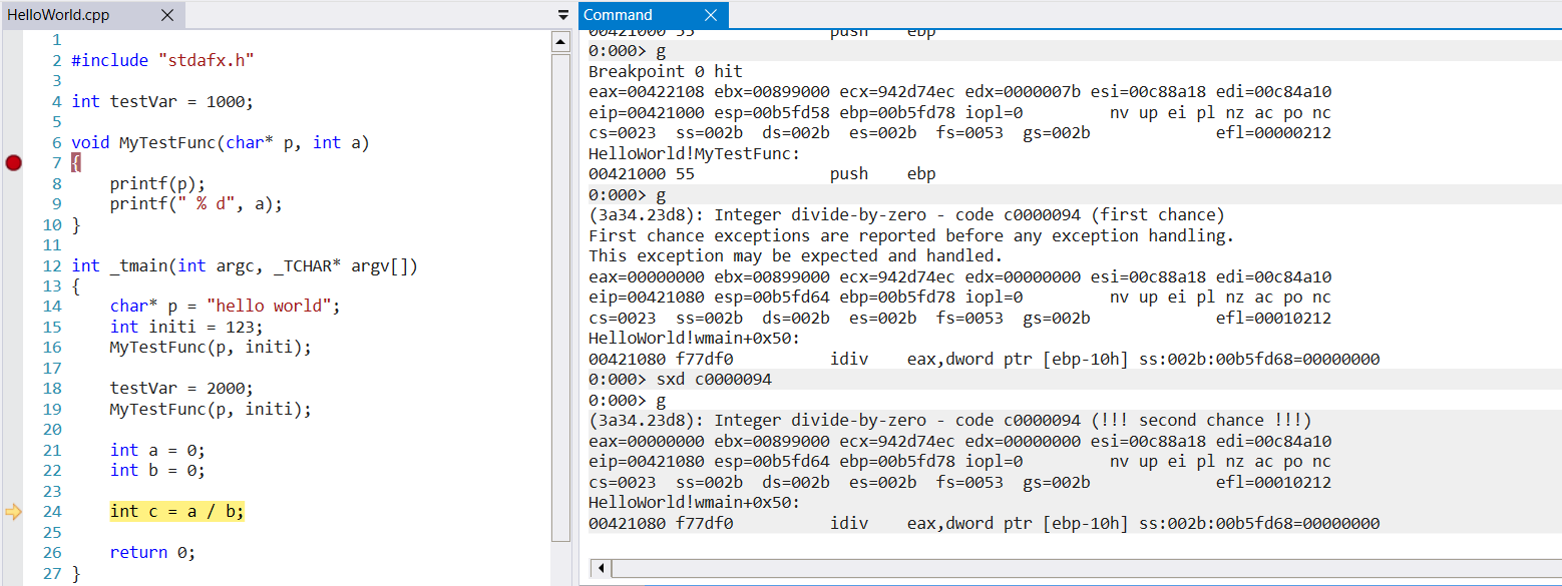 HelloWorld.cpp
1
2 #include "stdafx.h"
3
4 int testVar = 1000;
5
6 void MyTestFunc(char* p, int a)
7 {
8     printf(p);
9     printf(" % d", a);
10 }
11
12 int _tmain(int argc, _TCHAR* argv[])
13 {
14     char* p = "hello world";
15     int initi = 123;
16     MyTestFunc(p, initi);
17
18     testVar = 2000;
19     MyTestFunc(p, initi);
20
21     int a = 0;
22     int b = 0;
23
24     int c = a / b;
25
26     return 0;
27 }
Command
00421000 55              push    ebp
0:000> g
Breakpoint 0 hit
eax=00422108 ebx=00899000 ecx=942d74ec edx=0000007b esi=00c88a18 edi=00c84a10
eip=00421000 esp=00b5fd58 ebp=00b5fd78 iopl=0         nv up ei pl nz ac po nc
cs=0023  ss=002b  ds=002b  es=002b  fs=0053  gs=002b             efl=00000212
HelloWorld!MyTestFunc:
00421000 55              push    ebp
0:000> g
(3a34.23d8): Integer divide-by-zero - code c0000094 (first chance)
First chance exceptions are reported before any exception handling.
This exception may be expected and handled.
eax=00000000 ebx=00899000 ecx=942d74ec edx=00000000 esi=00c88a18 edi=00c84a10
eip=00421080 esp=00b5fd64 ebp=00b5fd78 iopl=0         nv up ei pl nz ac po nc
cs=0023  ss=002b  ds=002b  es=002b  fs=0053  gs=002b             efl=00010212
HelloWorld!wmain+0x50:
00421080 f77df0          idiv    eax,dword ptr [ebp-10h] ss:002b:00b5fd68=00000000
0:000> sxd c0000094
0:000> g
(3a34.23d8): Integer divide-by-zero - code c0000094 (!!! second chance !!!)
eax=00000000 ebx=00899000 ecx=942d74ec edx=00000000 esi=00c88a18 edi=00c84a10
eip=00421080 esp=00b5fd64 ebp=00b5fd78 iopl=0         nv up ei pl nz ac po nc
cs=0023  ss=002b  ds=002b  es=002b  fs=0053  gs=002b             efl=00010212
HelloWorld!wmain+0x50:
00421080 f77df0          idiv    eax,dword ptr [ebp-10h] ss:002b:00b5fd68=00000000